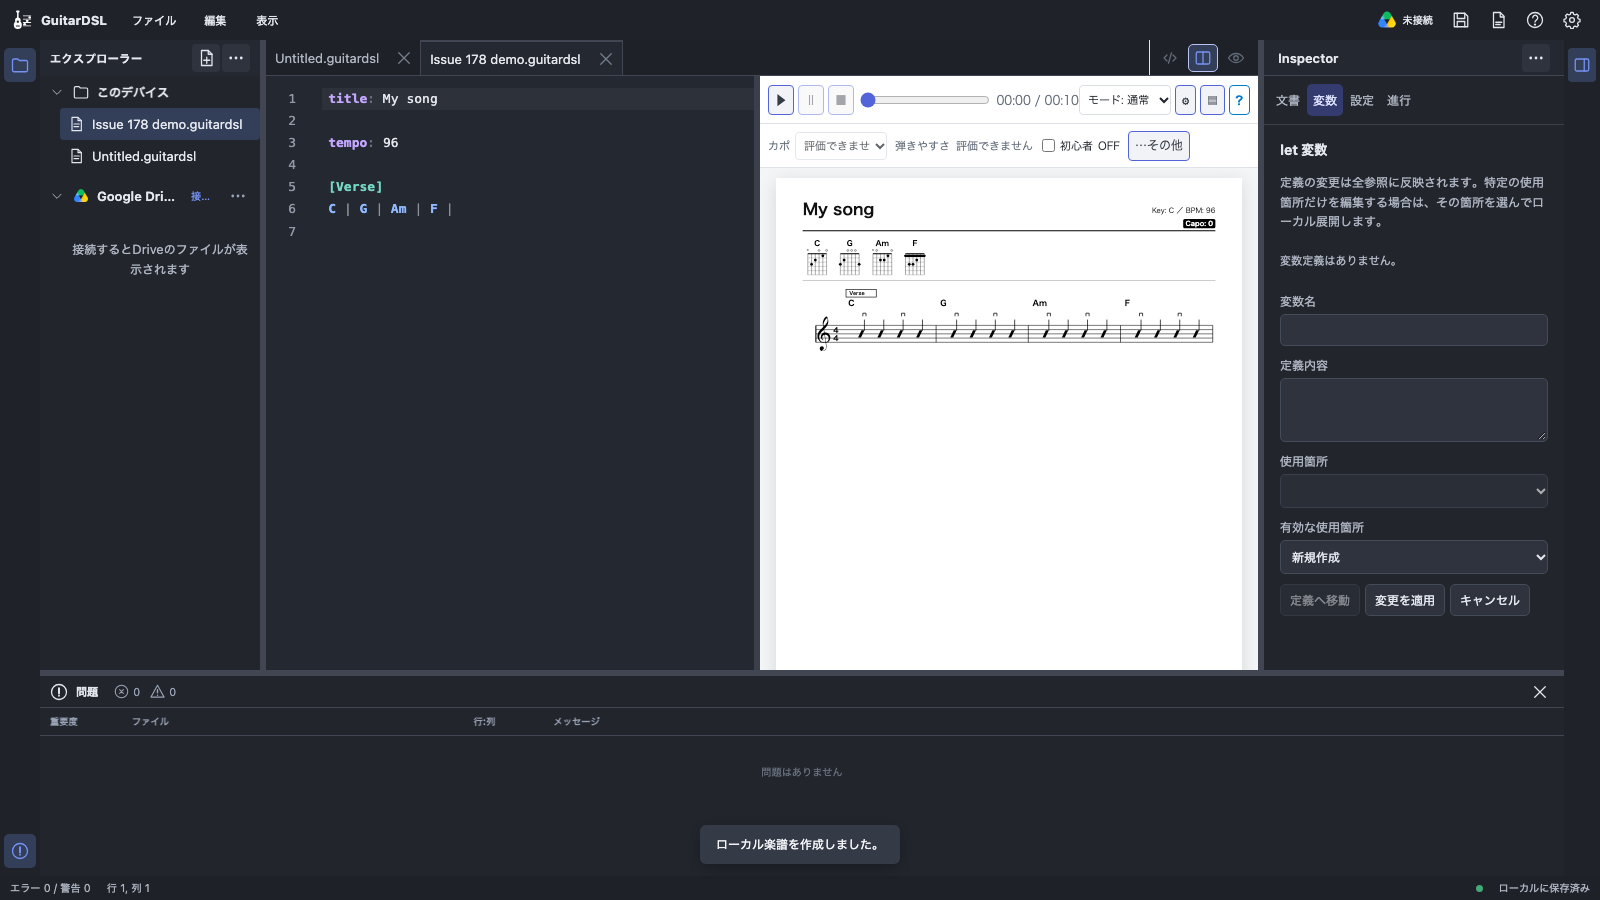 GuitarDSL
ファイル
編集
表示
未接続
エクスプローラー
このデバイス
Issue 178 demo.guitardsl
Untitled.guitardsl
Google Dri...
接...
接続するとDriveのファイルが表
示されます
Untitled.guitardsl
Issue 178 demo.guitardsl
1 title: My song
2
3 tempo: 96
4
5 [Verse]
6 C | G | Am | F |
7
00:00 / 00:10
モード: 通常
?
カポ
評価できませ
弾きやすさ 評価できません
初心者 OFF
…その他
My song
Key: C ／ BPM: 96
Capo: 0
C G Am F
Verse
C G Am F
4
4
Inspector
文書 変数 設定 進行
let 変数
定義の変更は全参照に反映されます。特定の使用
箇所だけを編集する場合は、その箇所を選んでロ
ーカル展開します。
変数定義はありません。
変数名
定義内容
使用箇所
有効な使用箇所
新規作成
定義へ移動 変更を適用 キャンセル
問題 0 0
重要度 ファイル 行:列 メッセージ
問題はありません
ローカル楽譜を作成しました。
エラー 0 / 警告 0 行 1, 列 1
ローカルに保存済み